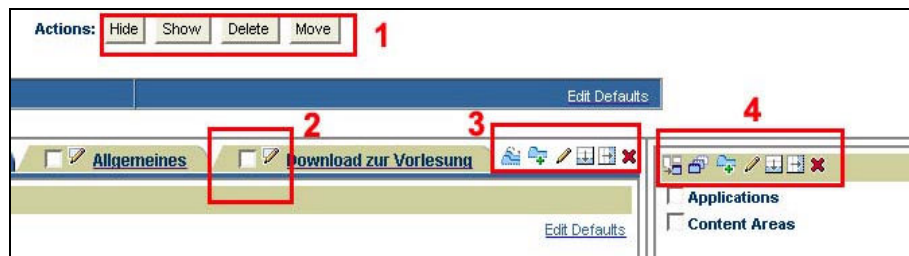 Actions: Hide Show Delete Move 1
Edit Defaults
2 3 4
Allgemeines Download zur Vorlesung
Applications
Content Areas
Edit Defaults